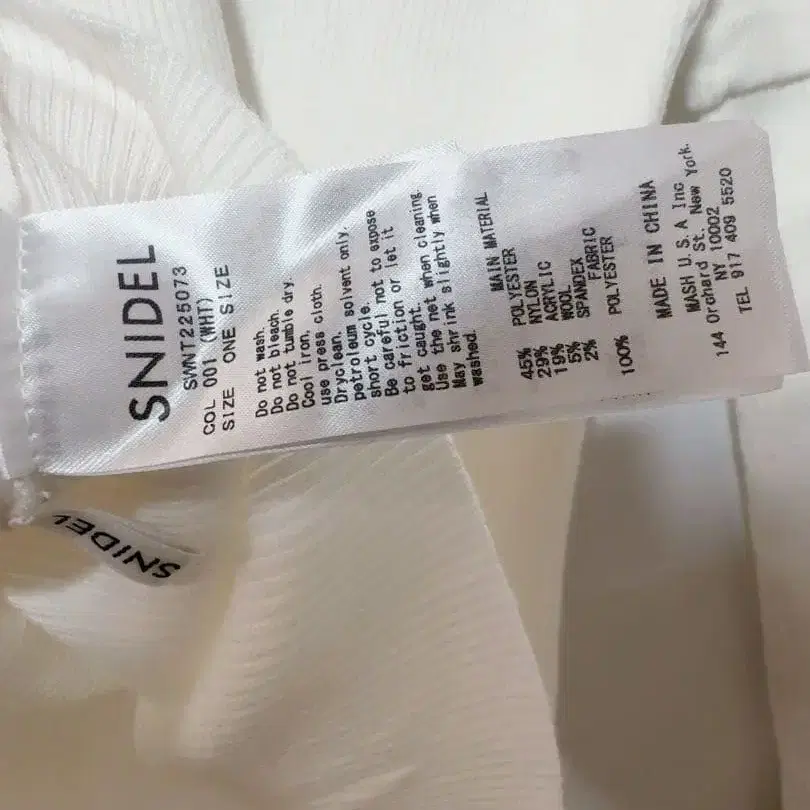 SNIDEL
SWNT225073
COL 001 (WHT)
SIZE ONE SIZE
Do not wash.
Do not bleach.
Do not tumble dry.
Cool iron,
use press cloth.
Dryclean.
petroleum solvent only,
short cycle.
Be careful not to expose
to friction or let it
get caught.
Use the net when cleaning
May shrink slightly when
washed.
MAIN MATERIAL
45% POLYESTER
29% NYLON
19% ACRYLIC
5% WOOL
2% SPANDEX
FABRIC
100% POLYESTER
MADE IN CHINA
MASH U.S.A Inc
144 Orchard St. New York.
NY 10002
TEL 917 409 5520
SNIDEL